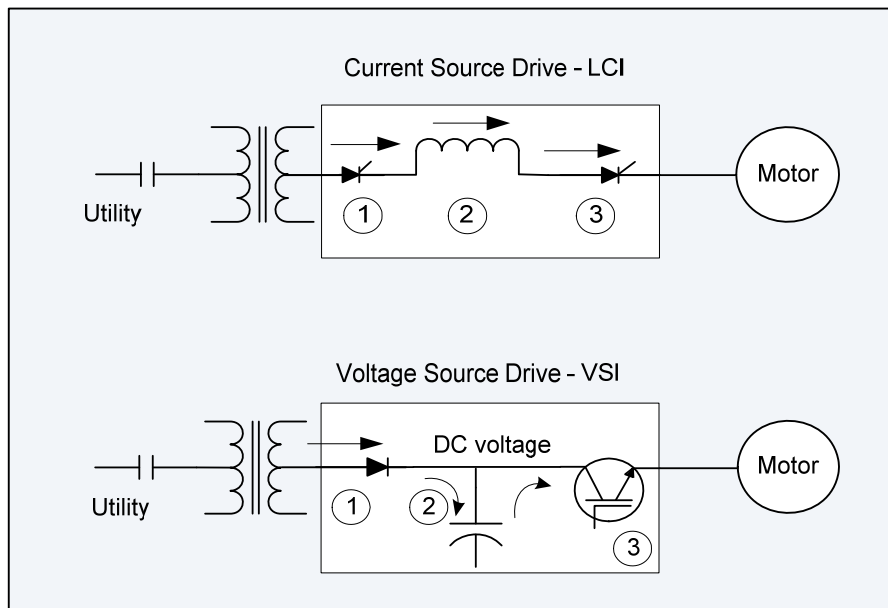 Current Source Drive - LCI
Utility
1
2
3
Motor
Voltage Source Drive - VSI
DC voltage
Utility
1
2
3
Motor